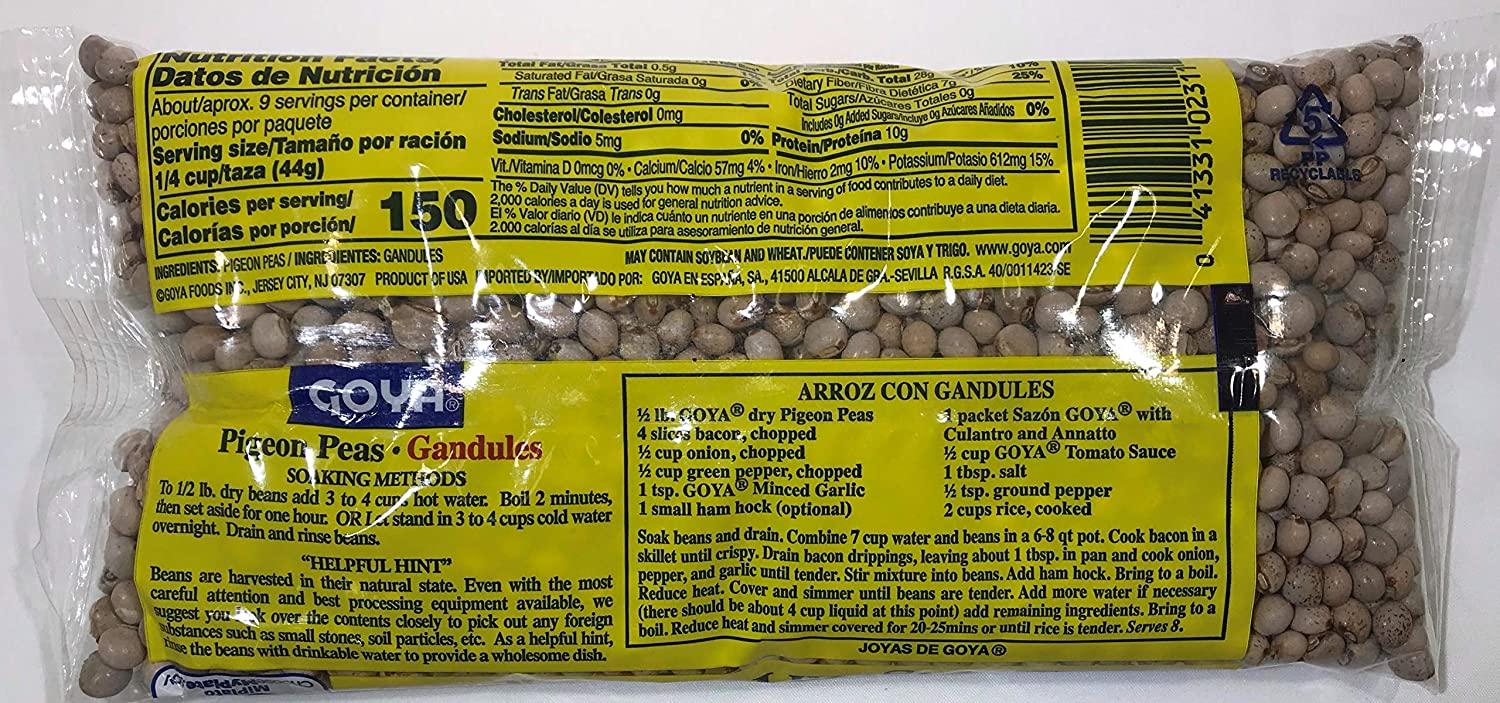 Nutrition Facts/
Datos de Nutrición
About/aprox. 9 servings per container/
porciones por paquete
Serving size/Tamaño por ración
1/4 cup/taza (44g)
Calories per serving/
Calorías por porción/
150
Total Fat/Grasa Total 0.5g
Saturated Fat/Grasa Saturada 0g 0%
Trans Fat/Grasa Trans 0g
Cholesterol/Colesterol 0mg
Sodium/Sodio 5mg 0%
Carb. Total 28g 10%
Dietary Fiber/Fibra Dietética 7g 25%
Total Sugars/Azúcares Totales 0g
Includes 0g Added Sugars/Incluye 0g Azúcares Añadidos 0%
Protein/Proteína 10g
Vit./Vitamina D 0mcg 0% • Calcium/Calcio 57mg 4% • Iron/Hierro 2mg 10% • Potassium/Potasio 612mg 15%
The % Daily Value (DV) tells you how much a nutrient in a serving of food contributes to a daily diet.
2,000 calories a day is used for general nutrition advice.
El % Valor diario (VD) le indica cuánto un nutriente en una porción de alimentos contribuye a una dieta diaria.
2.000 calorías al día se utiliza para asesoramiento de nutrición general.
INGREDIENTS: PIGEON PEAS / INGREDIENTES: GANDULES
MAY CONTAIN SOYBEAN AND WHEAT./PUEDE CONTENER SOYA Y TRIGO. www.goya.com
©GOYA FOODS INC., JERSEY CITY, NJ 07307 PRODUCT OF USA IMPORTED BY/IMPORTADO POR: GOYA EN ESPAÑA, SA., 41500 ALCALA DE GRA.-SEVILLA R.G.S.A. 40/0011423/SE
0 41331 02311
5
PP
RECYCLABLE
GOYA®
Pigeon Peas • Gandules
SOAKING METHODS
To 1/2 lb. dry beans add 3 to 4 cups hot water. Boil 2 minutes,
then set aside for one hour. OR Let stand in 3 to 4 cups cold water
overnight. Drain and rinse beans.
"HELPFUL HINT"
Beans are harvested in their natural state. Even with the most
careful attention and best processing equipment available, we
suggest you look over the contents closely to pick out any foreign
substances such as small stones, soil particles, etc. As a helpful hint,
rinse the beans with drinkable water to provide a wholesome dish.
ARROZ CON GANDULES
½ lb. GOYA® dry Pigeon Peas
4 slices bacon, chopped
½ cup onion, chopped
½ cup green pepper, chopped
1 tsp. GOYA® Minced Garlic
1 small ham hock (optional)
1 packet Sazón GOYA® with
Culantro and Annatto
½ cup GOYA® Tomato Sauce
1 tbsp. salt
½ tsp. ground pepper
2 cups rice, cooked
Soak beans and drain. Combine 7 cup water and beans in a 6-8 qt pot. Cook bacon in a
skillet until crispy. Drain bacon drippings, leaving about 1 tbsp. in pan and cook onion,
pepper, and garlic until tender. Stir mixture into beans. Add ham hock. Bring to a boil.
Reduce heat. Cover and simmer until beans are tender. Add more water if necessary
(there should be about 4 cup liquid at this point) add remaining ingredients. Bring to a
boil. Reduce heat and simmer covered for 20-25mins or until rice is tender. Serves 8.
JOYAS DE GOYA®
MiPlato